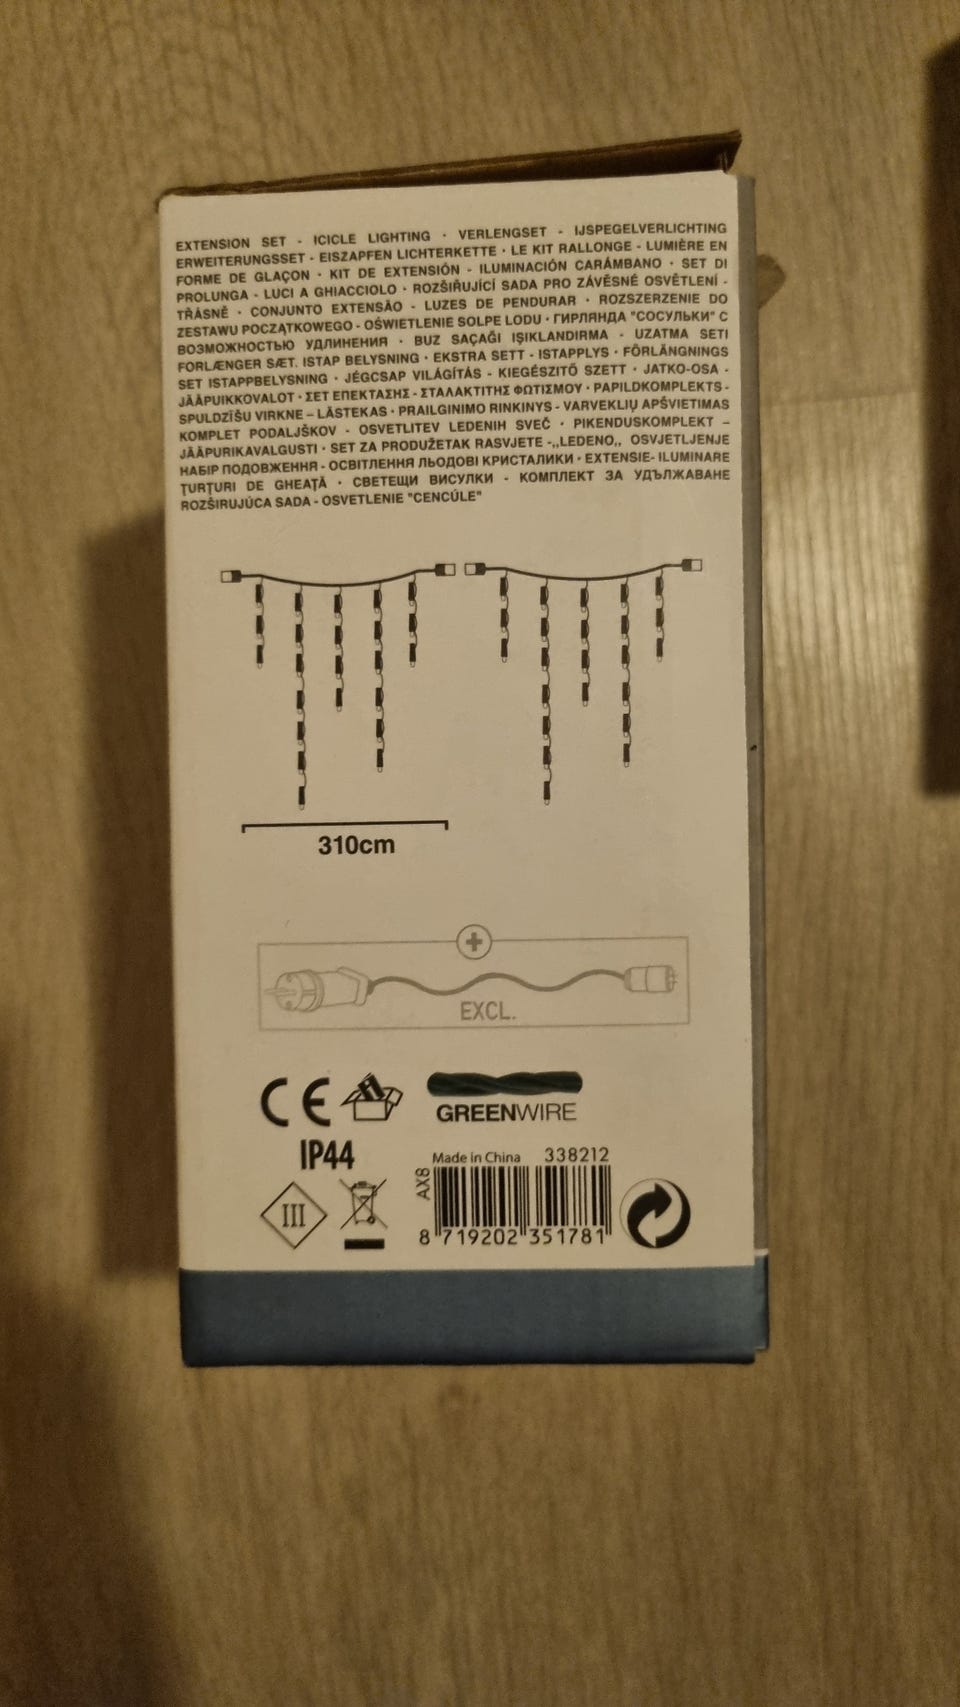 EXTENSION SET - ICICLE LIGHTING · VERLENGSET - IJSPEGELVERLICHTING
ERWEITERUNGSSET - EISZAPFEN LICHTERKETTE · LE KIT RALLONGE - LUMIÈRE EN
FORME DE GLAÇON · KIT DE EXTENSIÓN - ILUMINACIÓN CARÁMBANO · SET DI
PROLUNGA - LUCI A GHIACCIOLO · ROZŠIŘUJÍCÍ SADA PRO ZÁVĚSNÉ OSVĚTLENÍ -
TŘÁSNĚ · CONJUNTO EXTENSÃO - LUZES DE PENDURAR · ROZSZERZENIE DO
ZESTAWU POCZĄTKOWEGO - OŚWIETLENIE SOLPE LODU · ГИРЛЯНДА "СОСУЛЬКИ" С
ВОЗМОЖНОСТЬЮ УДЛИНЕНИЯ · BUZ SAÇAĞI IŞIKLANDIRMA - UZATMA SETI
FORLÆNGER SÆT. ISTAP BELYSNING · EKSTRA SETT - ISTAPPLYS · FÖRLÄNGNINGS
SET ISTAPPBELYSNING · JÉGCSAP VILÁGÍTÁS - KIEGÉSZITŐ SZETT · JATKO-OSA -
JÄÄPUIKKOVALOT · ΣΕΤ ΕΠΕΚΤΑΣΗΣ - ΣΤΑΛΑΚΤΙΤΗΣ ΦΩΤΙΣΜΟΥ · PAPILDKOMPLEKTS -
SPULDZĪŠU VIRKNE – LĀSTEKAS · PRAILGINIMO RINKINYS - VARVEKLIŲ APŠVIETIMAS
KOMPLET PODALJŠKOV - OSVETLITEV LEDENIH SVEČ · PIKENDUSKOMPLEKT –
JÄÄPURIKAVALGUSTI · SET ZA PRODUŽETAK RASVJETE -„LEDENO„ OSVJETLJENJE
НАБІР ПОДОВЖЕННЯ - ОСВІТЛЕННЯ ЛЬОДОВІ КРИСТАЛИКИ · EXTENSIE- ILUMINARE
ŢURŢURI DE GHEAŢĂ · СВЕТЕЩИ ВИСУЛКИ - КОМПЛЕКТ ЗА УДЪЛЖАВАНЕ
ROZŠIRUJÚCA SADA - OSVETLENIE "CENCÚLE"
310cm
EXCL.
CE
GREENWIRE
IP44
Made in China 338212
AX8
III
8 719202 351781